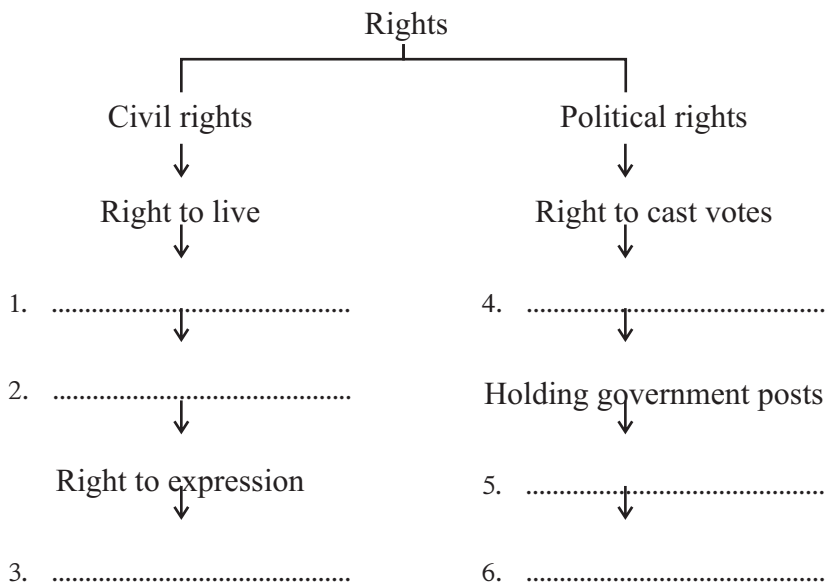 Rights
Civil rights
Political rights
Right to live
Right to cast votes
1. ..............................................
4. ..............................................
2. ..............................................
Holding government posts
Right to expression
5. ..............................................
3. ..............................................
6. ..............................................